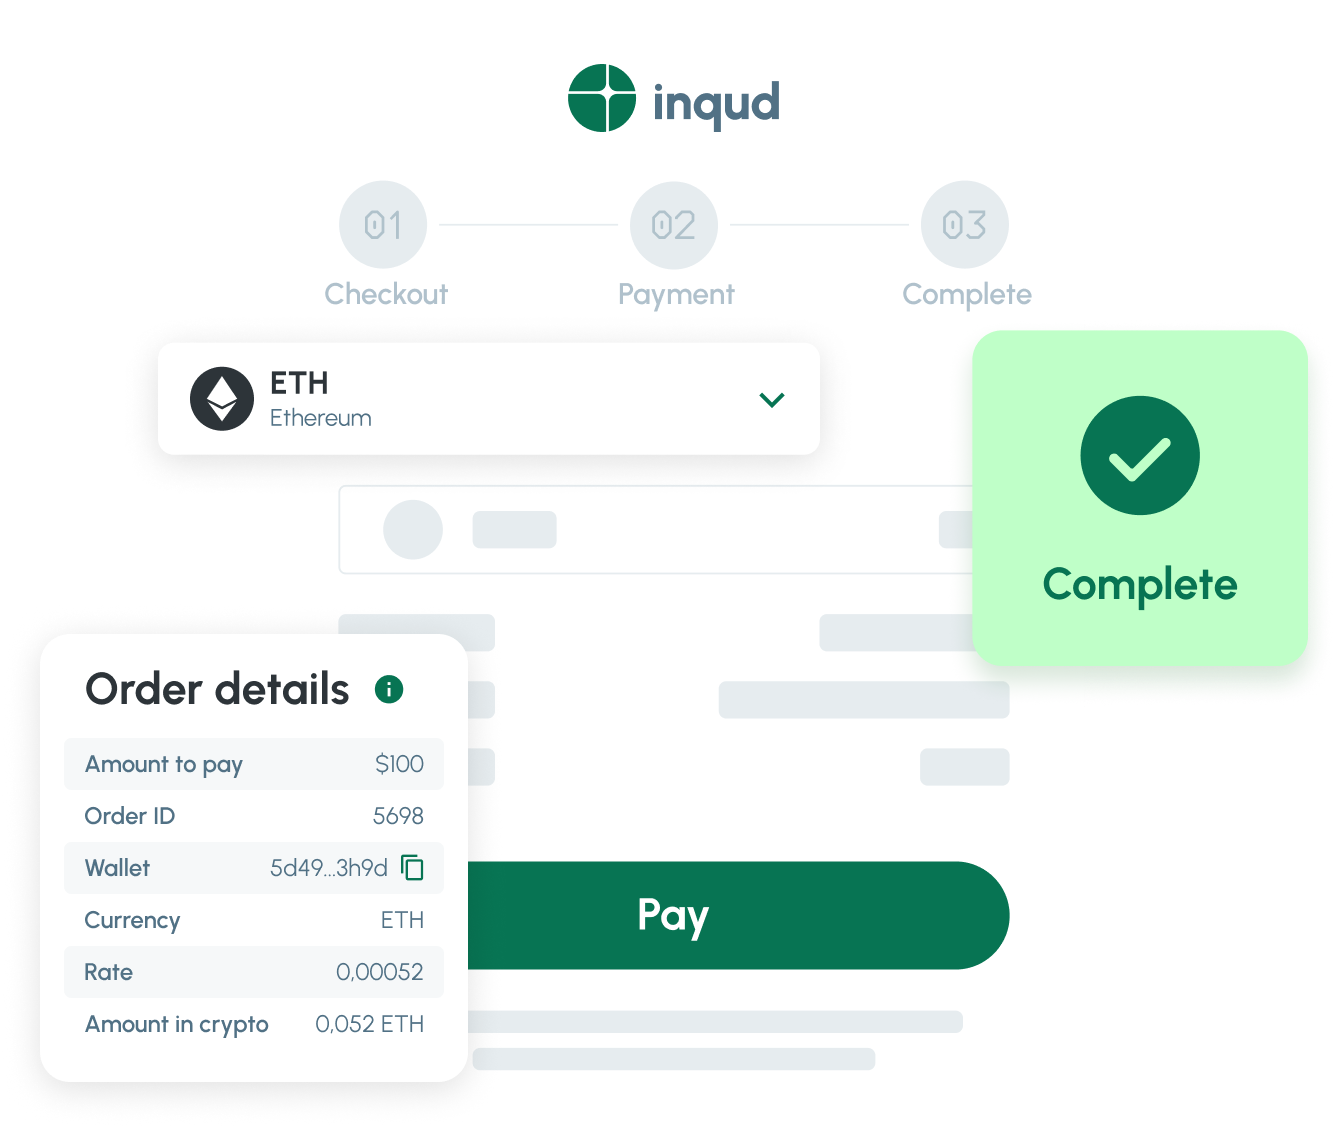 inqud
01
02
03
Checkout
Payment
Complete
ETH
Ethereum
Complete
Order details
Amount to pay $100
Order ID 5698
Wallet 5d49...3h9d
Currency ETH
Rate 0,00052
Amount in crypto 0,052 ETH
Pay